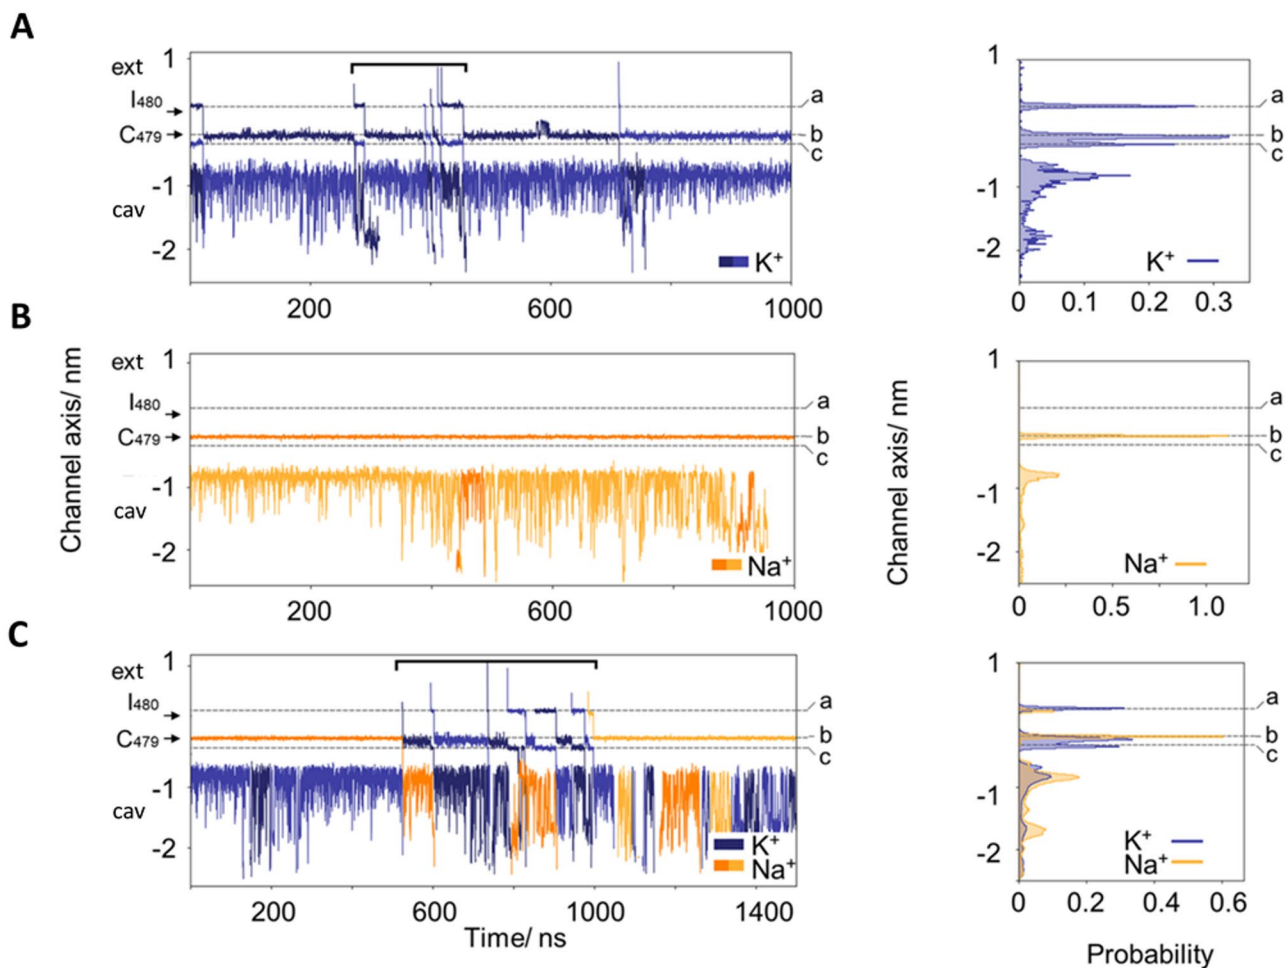 A
ext
1
I480
C479
-1
cav
-2
a
b
c
K+
200
600
1000
1
a
b
c
-1
-2
K+
0
0.1
0.2
0.3
B
Channel axis/ nm
ext
1
I480
C479
-1
cav
-2
a
b
c
Na+
200
600
1000
Channel axis/ nm
1
a
b
c
-1
-2
Na+
0
0.5
1.0
C
ext
1
I480
C479
-1
cav
-2
a
b
c
K+
Na+
200
600
1000
1400
Time/ ns
1
a
b
c
-1
-2
K+
Na+
0
0.2
0.4
0.6
Probability